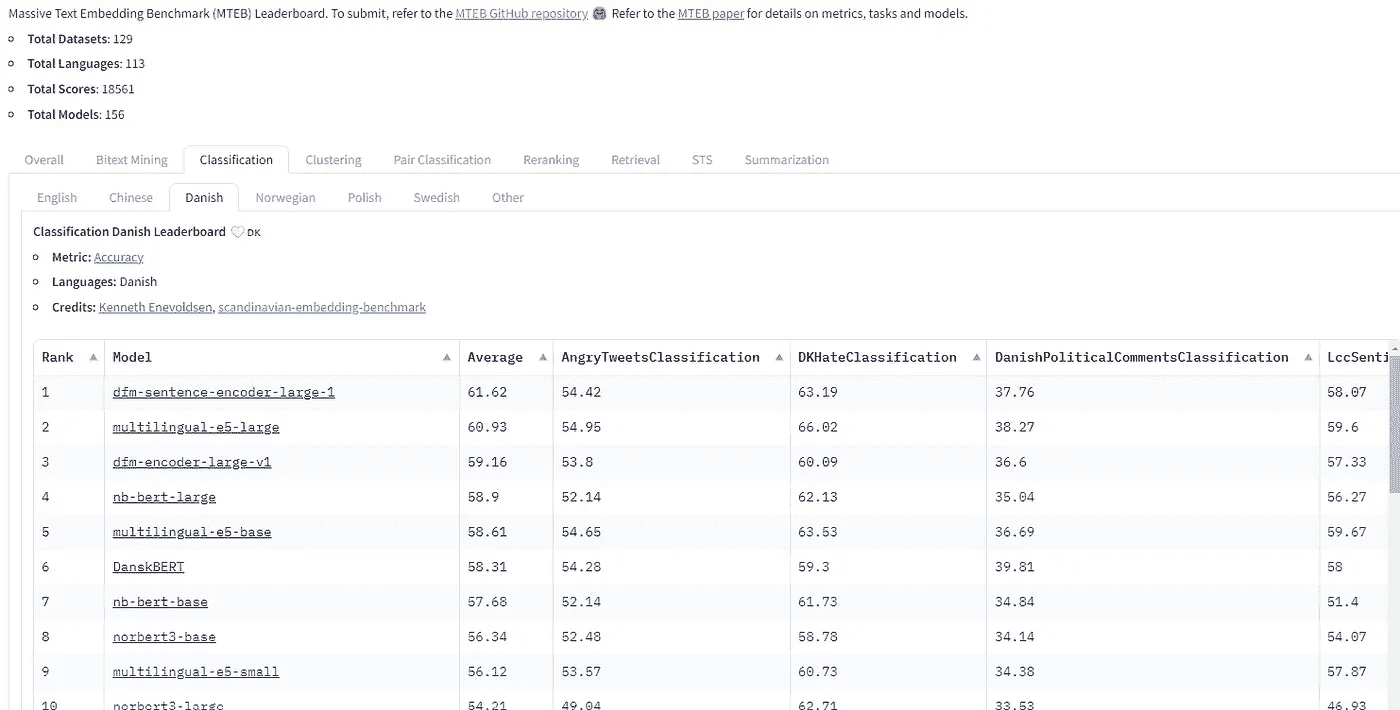 Massive Text Embedding Benchmark (MTEB) Leaderboard. To submit, refer to the MTEB GitHub repository 🤗 Refer to the MTEB paper for details on metrics, tasks and models.
Total Datasets: 129
Total Languages: 113
Total Scores: 18561
Total Models: 156
Overall Bitext Mining Classification Clustering Pair Classification Reranking Retrieval STS Summarization
English Chinese Danish Norwegian Polish Swedish Other
Classification Danish Leaderboard 🤍 DK
Metric: Accuracy
Languages: Danish
Credits: Kenneth Enevoldsen, scandinavian-embedding-benchmark
Rank Model Average AngryTweetsClassification DKHateClassification DanishPoliticalCommentsClassification LccSenti
1 dfm-sentence-encoder-large-1 61.62 54.42 63.19 37.76 58.07
2 multilingual-e5-large 60.93 54.95 66.02 38.27 59.6
3 dfm-encoder-large-v1 59.16 53.8 60.09 36.6 57.33
4 nb-bert-large 58.9 52.14 62.13 35.04 56.27
5 multilingual-e5-base 58.61 54.65 63.53 36.69 59.67
6 DanskBERT 58.31 54.28 59.3 39.81 58
7 nb-bert-base 57.68 52.14 61.73 34.84 51.4
8 norbert3-base 56.34 52.48 58.78 34.14 54.07
9 multilingual-e5-small 56.12 53.57 60.73 34.38 57.87
10 norbert3-large 54.21 49.04 62.71 33.53 46.93